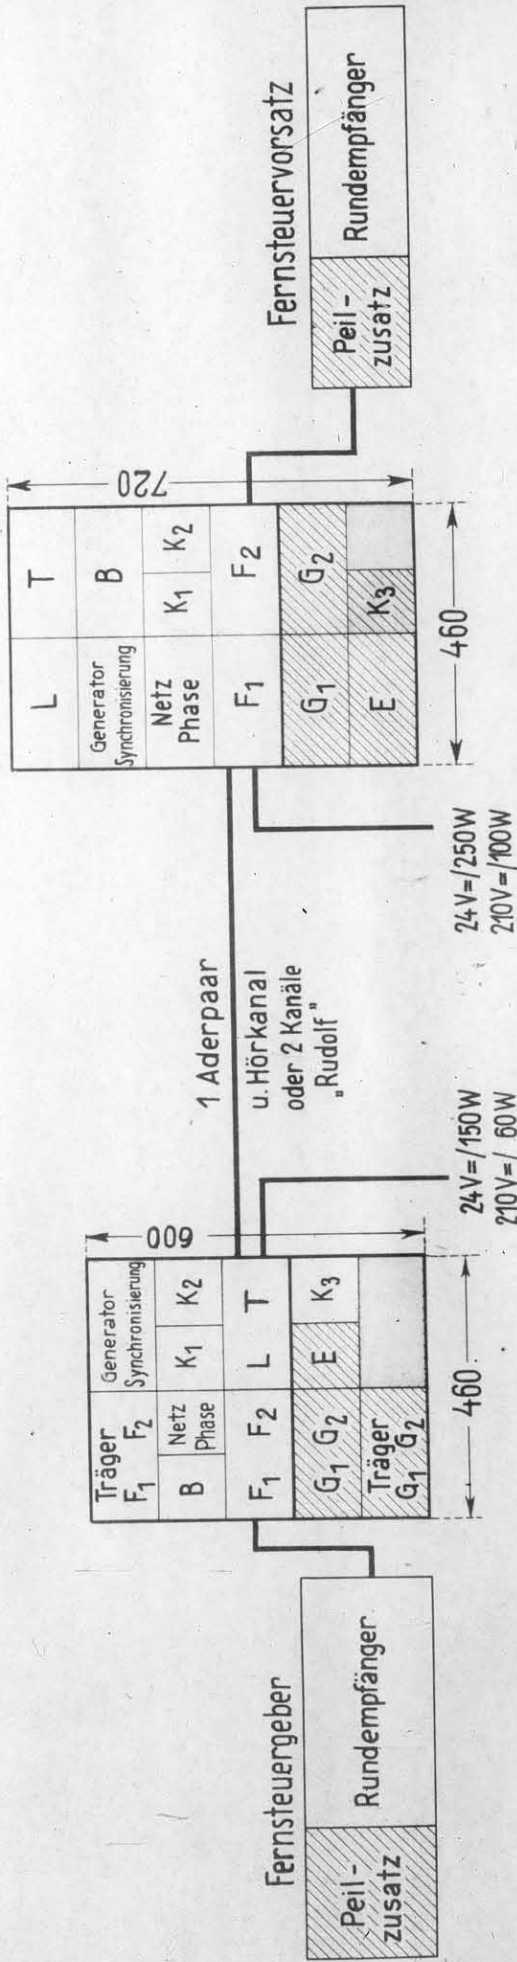 Fernsteuergeber
Peil-
zusatz
Rundempfänger
Träger
F1 F2
Generator
Synchronisierung
B
Netz
Phase
K1
K2
F1 F2
L T
G1 G2
E
K3
Träger
G1 G2
600
460
24V=/150W
210V=/ 60W
1 Aderpaar
u. Hörkanal
oder 2 Kanäle
„Rudolf”
L
T
Generator
Synchronisierung
B
Netz
Phase
K1
K2
F1
F2
G1
G2
E
K3
720
460
24V=/250W
210V=/100W
Fernsteuervorsatz
Peil-
zusatz
Rundempfänger